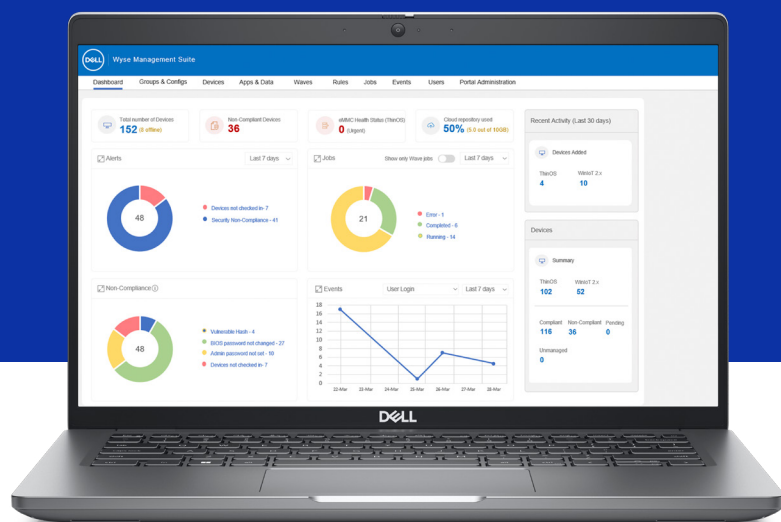 DELL Wyse Management Suite
Dashboard Groups & Configs Devices Apps & Data Waves Rules Jobs Events Users Portal Administration
Total number of Devices
152 (8 offline)
Non-Compliant Devices
36
eMMC Health Status (ThinOS)
0 (Urgent)
Cloud repository used
50% (5.0 out of 10GB)
Recent Activity (Last 30 days)
Devices Added
ThinOS WinIoT 2.x
4 10
Alerts Last 7 days
48
Devices not checked in- 7
Security Non-Compliance - 41
Jobs Show only Wave jobs Last 7 days
21
Error - 1
Completed - 6
Running - 14
Devices
Summary
ThinOS WinIoT 2.x
102 52
Compliant Non-Compliant Pending
116 36 0
Unmanaged
0
Non-Compliance
48
Vulnerable Hash - 4
BIOS password not changed - 27
Admin password not set - 10
Devices not checked in- 7
Events User Login Last 7 days
18
16
14
12
10
8
6
4
2
0
22-Mar 23-Mar 24-Mar 25-Mar 26-Mar 27-Mar 28-Mar
DELL